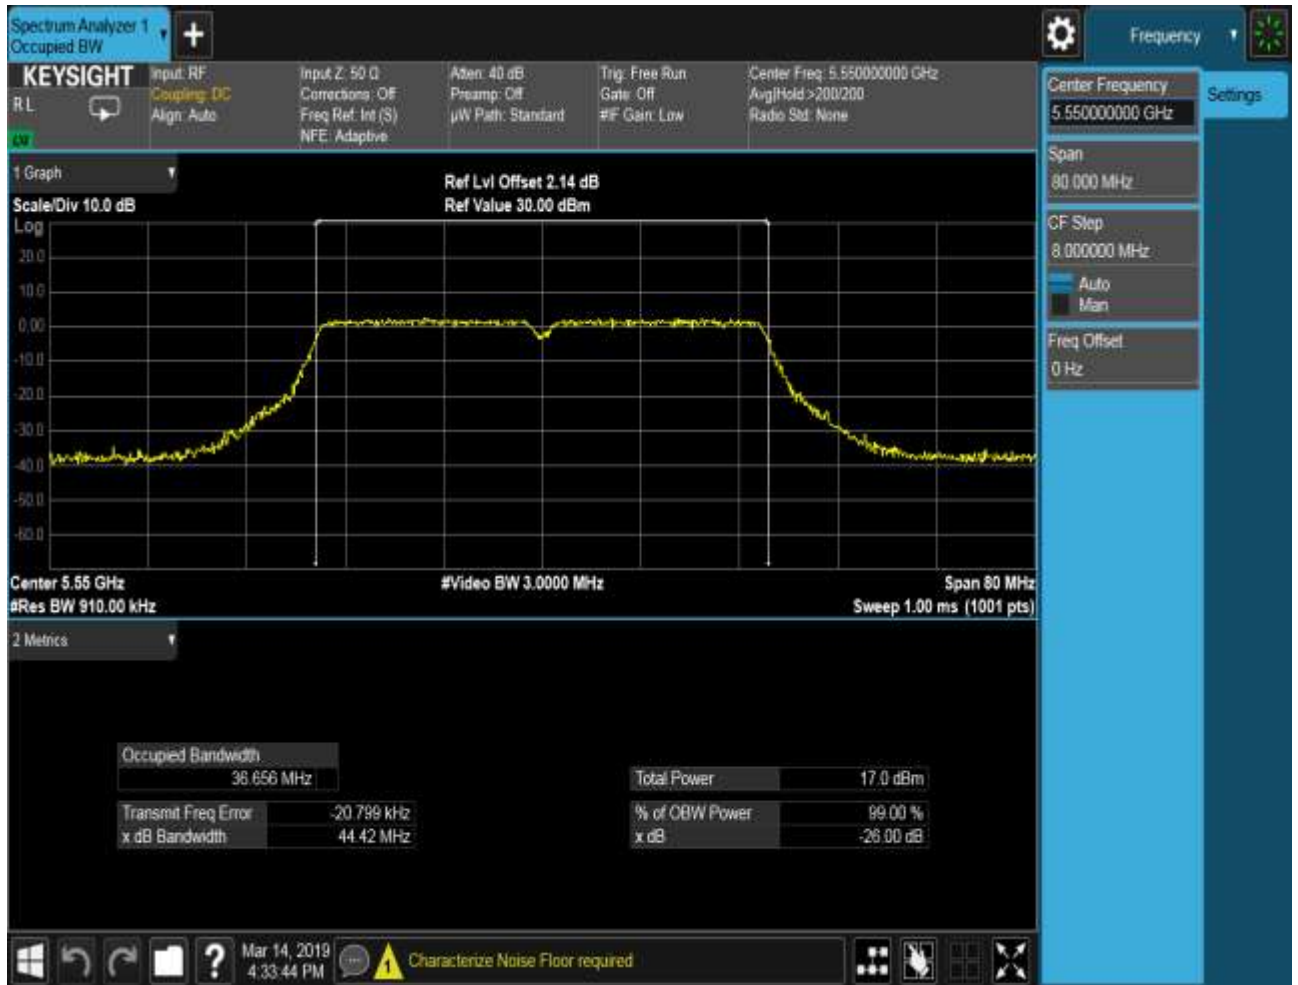 Spectrum Analyzer 1
Occupied BW
Frequency
KEYSIGHT
RL
Input: RF
Coupling: DC
Align: Auto
Input Z: 50 Ω
Corrections: Off
Freq Ref: Int (S)
NFE: Adaptive
Atten: 40 dB
Preamp: Off
µW Path: Standard
Trig: Free Run
Gate: Off
#IF Gain: Low
Center Freq: 5.550000000 GHz
Avg|Hold:>200/200
Radio Std: None
Center Frequency
5.550000000 GHz
Settings
Span
80.000 MHz
CF Step
8.000000 MHz
Auto
Man
Freq Offset
0 Hz
1 Graph
Scale/Div 10.0 dB
Ref Lvl Offset 2.14 dB
Ref Value 30.00 dBm
Log
20.0
10.0
0.00
-10.0
-20.0
-30.0
-40.0
-50.0
-60.0
Center 5.55 GHz
#Video BW 3.0000 MHz
Span 80 MHz
#Res BW 910.00 kHz
Sweep 1.00 ms (1001 pts)
2 Metrics
Occupied Bandwidth
36.656 MHz
Total Power 17.0 dBm
Transmit Freq Error -20.799 kHz
% of OBW Power 99.00 %
x dB Bandwidth 44.42 MHz
x dB -26.00 dB
?
Mar 14, 2019
4:33:44 PM
1
Characterize Noise Floor required